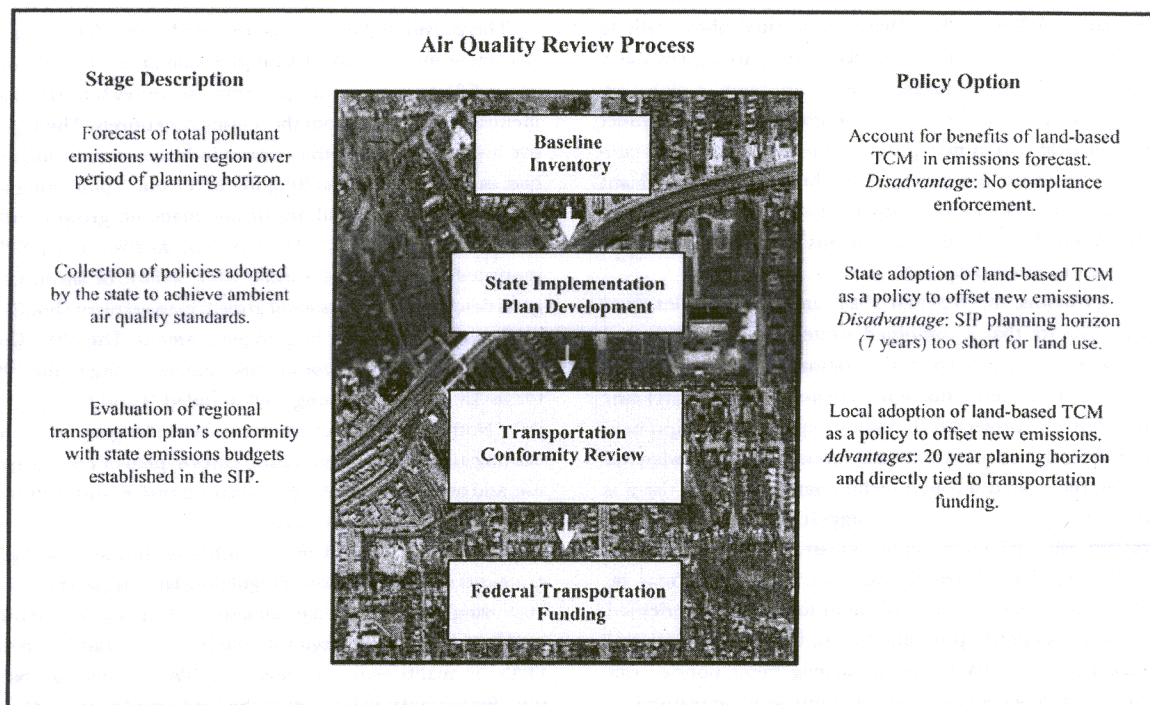 Air Quality Review Process
Stage Description
Policy Option
Forecast of total pollutant
emissions within region over
period of planning horizon.
Baseline
Inventory
Account for benefits of land-based
TCM in emissions forecast.
Disadvantage: No compliance
enforcement.
Collection of policies adopted
by the state to achieve ambient
air quality standards.
State Implementation
Plan Development
State adoption of land-based TCM
as a policy to offset new emissions.
Disadvantage: SIP planning horizon
(7 years) too short for land use.
Evaluation of regional
transportation plan's conformity
with state emissions budgets
established in the SIP.
Transportation
Conformity Review
Local adoption of land-based TCM
as a policy to offset new emissions.
Advantages: 20 year planing horizon
and directly tied to transportation
funding.
Federal Transportation
Funding